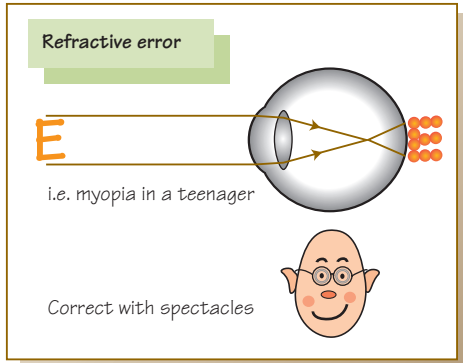 Refractive error
E
E
i.e. myopia in a teenager
Correct with spectacles